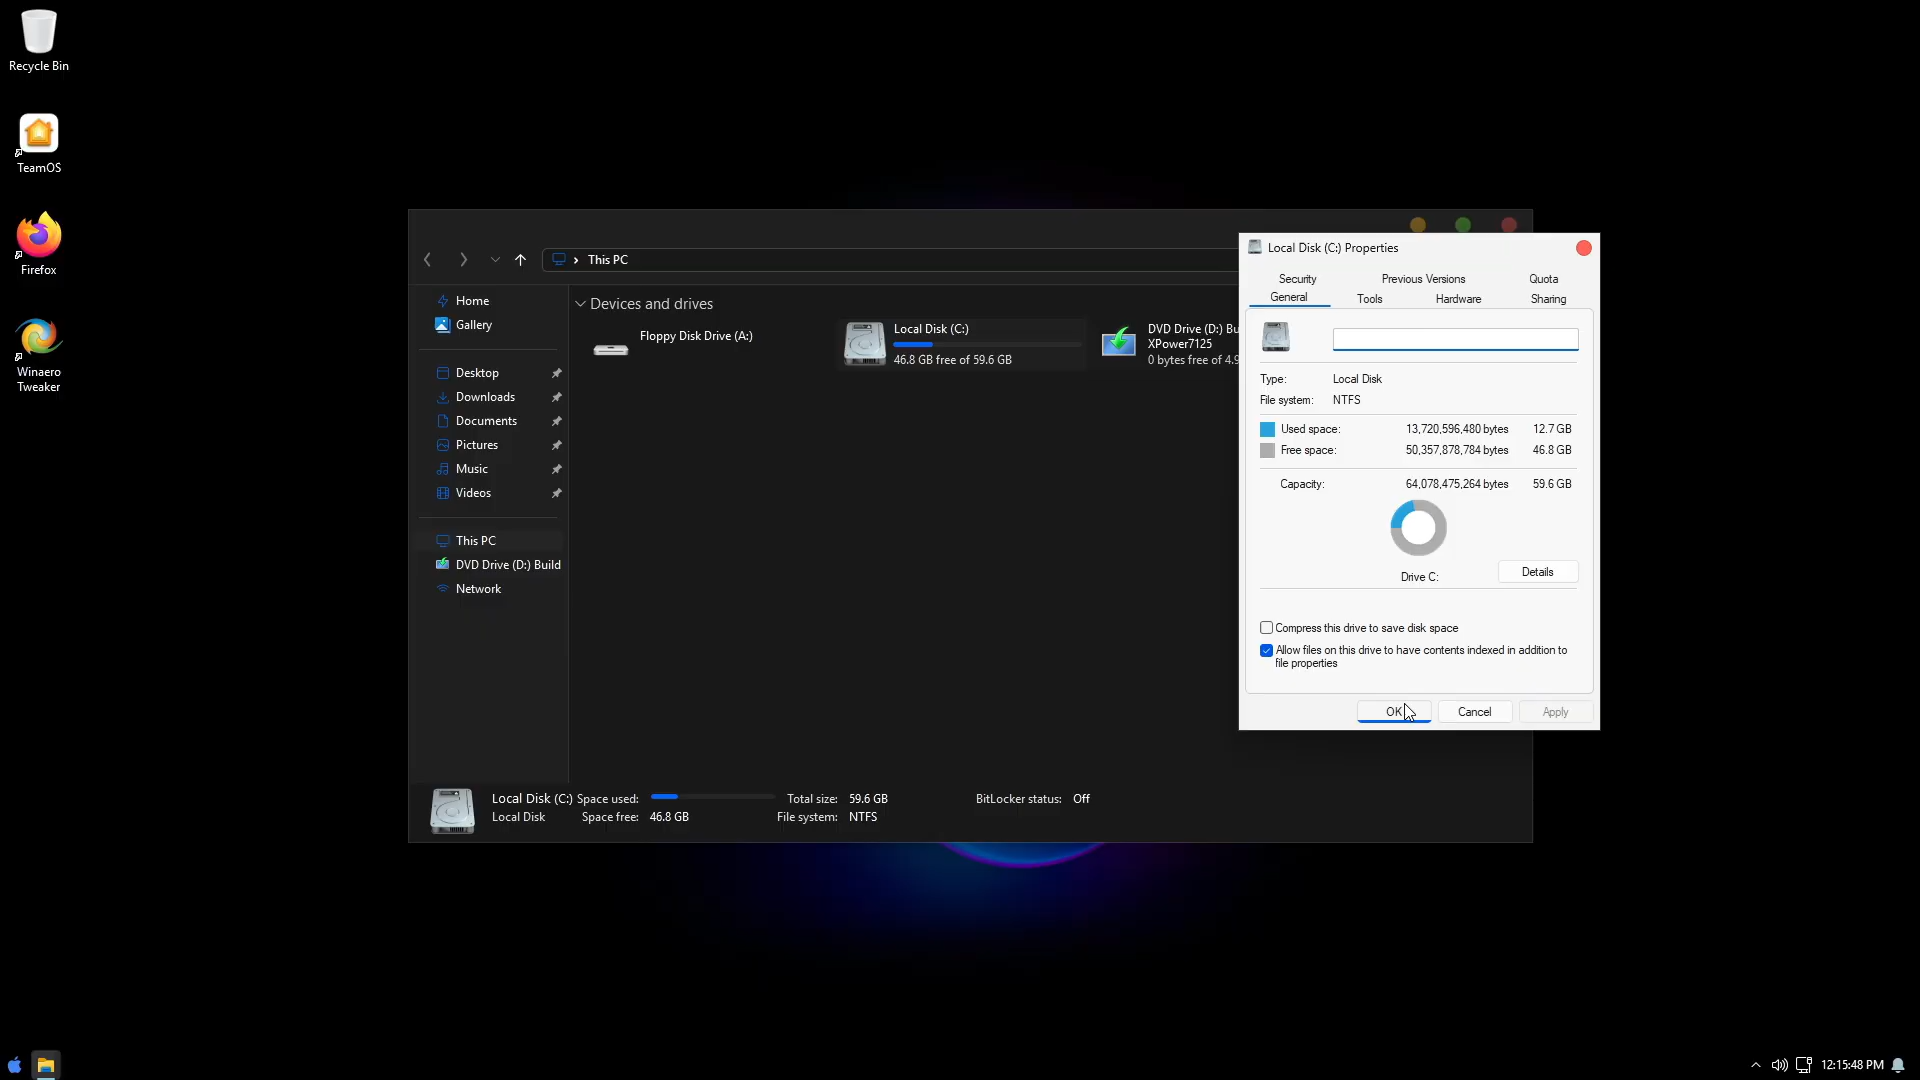 Recycle Bin
TeamOS
Firefox
Winaero
Tweaker
This PC
Home
Gallery
Desktop
Downloads
Documents
Pictures
Music
Videos
This PC
DVD Drive (D:) Build
Network
Devices and drives
Floppy Disk Drive (A:)
Local Disk (C:)
46.8 GB free of 59.6 GB
DVD Drive (D:) Bu
XPower7125
0 bytes free of 4.9
Local Disk (C:) Space used: Total size: 59.6 GB BitLocker status: Off
Local Disk Space free: 46.8 GB File system: NTFS
Local Disk (C:) Properties
Security Previous Versions Quota
General Tools Hardware Sharing
Type: Local Disk
File system: NTFS
Used space: 13,720,596,480 bytes 12.7 GB
Free space: 50,357,878,784 bytes 46.8 GB
Capacity: 64,078,475,264 bytes 59.6 GB
Drive C:
Details
Compress this drive to save disk space
Allow files on this drive to have contents indexed in addition to
file properties
OK Cancel Apply
12:15:48 PM